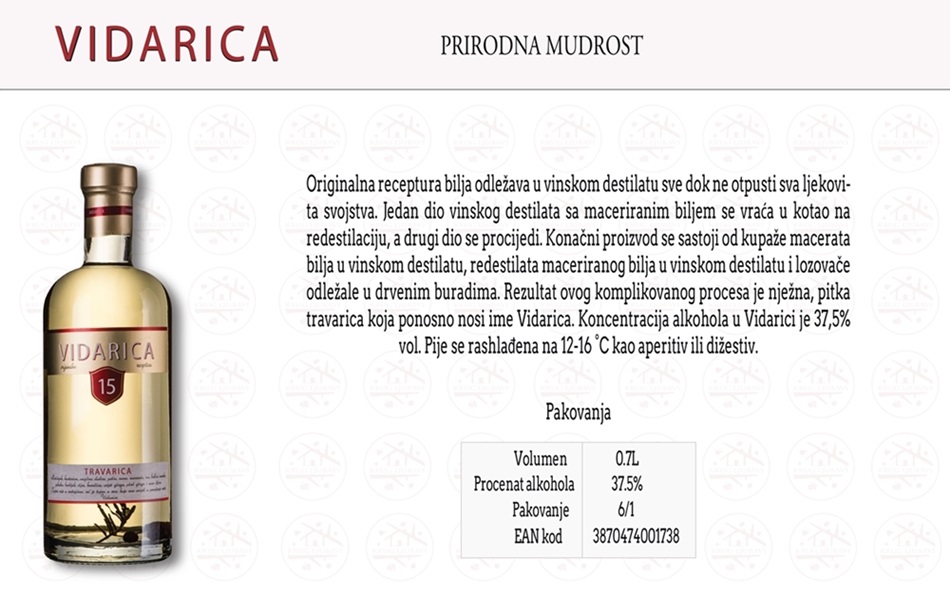 VIDARICA
PRIRODNA MUDROST
Originalna receptura bilja odležava u vinskom destilatu sve dok ne otpusti sva ljekovi-
ta svojstva. Jedan dio vinskog destilata sa maceriranim biljem se vraća u kotao na
redestilaciju, a drugi dio se procijedi. Konačni proizvod se sastoji od kupaže macerata
bilja u vinskom destilatu, redestilata maceriranog bilja u vinskom destilatu i lozovače
odležale u drvenim buradima. Rezultat ovog komplikovanog procesa je nježna, pitka
travarica koja ponosno nosi ime Vidarica. Koncentracija alkohola u Vidarici je 37,5%
vol. Pije se rashlađena na 12-16 ˚C kao aperitiv ili dižestiv.
VIDARICA
15
TRAVARICA
Pakovanja
Volumen 0.7L
Procenat alkohola 37.5%
Pakovanje 6/1
EAN kod 3870474001738